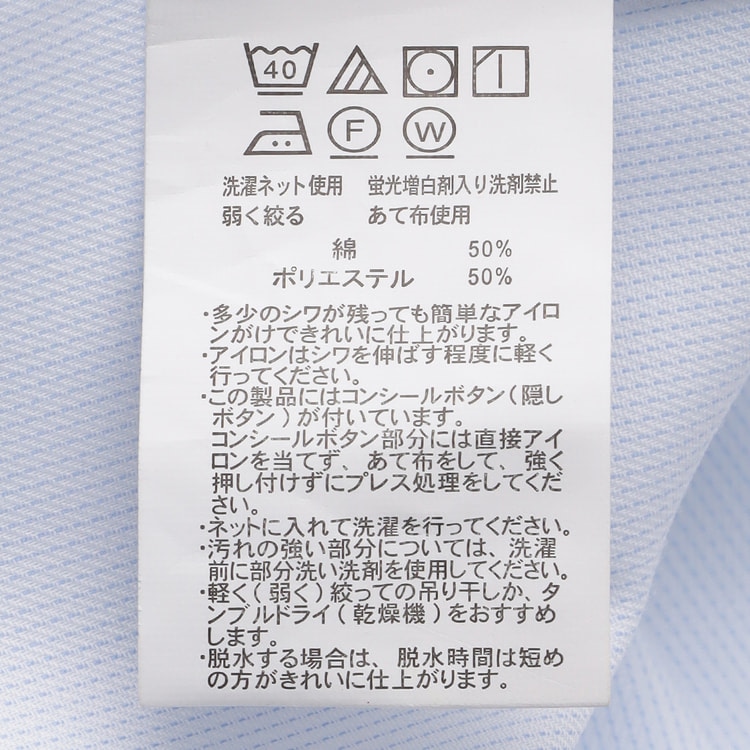 40
F W
洗濯ネット使用 蛍光増白剤入り洗剤禁止
弱く絞る あて布使用
綿 50%
ポリエステル 50%
・多少のシワが残っても簡単なアイロ
ンがけできれいに仕上がります。
・アイロンはシワを伸ばす程度に軽く
行ってください。
・この製品にはコンシールボタン(隠し
ボタン)が付いています。
コンシールボタン部分には直接アイ
ロンを当てず、あて布をして、強く
押し付けずにプレス処理をしてくだ
さい。
・ネットに入れて洗濯を行ってください。
・汚れの強い部分については、洗濯
前に部分洗い洗剤を使用してください。
・軽く(弱く)絞っての吊り干しか、タ
ンブルドライ(乾燥機)をおすすめ
します。
・脱水する場合は、脱水時間は短め
の方がきれいに仕上がります。